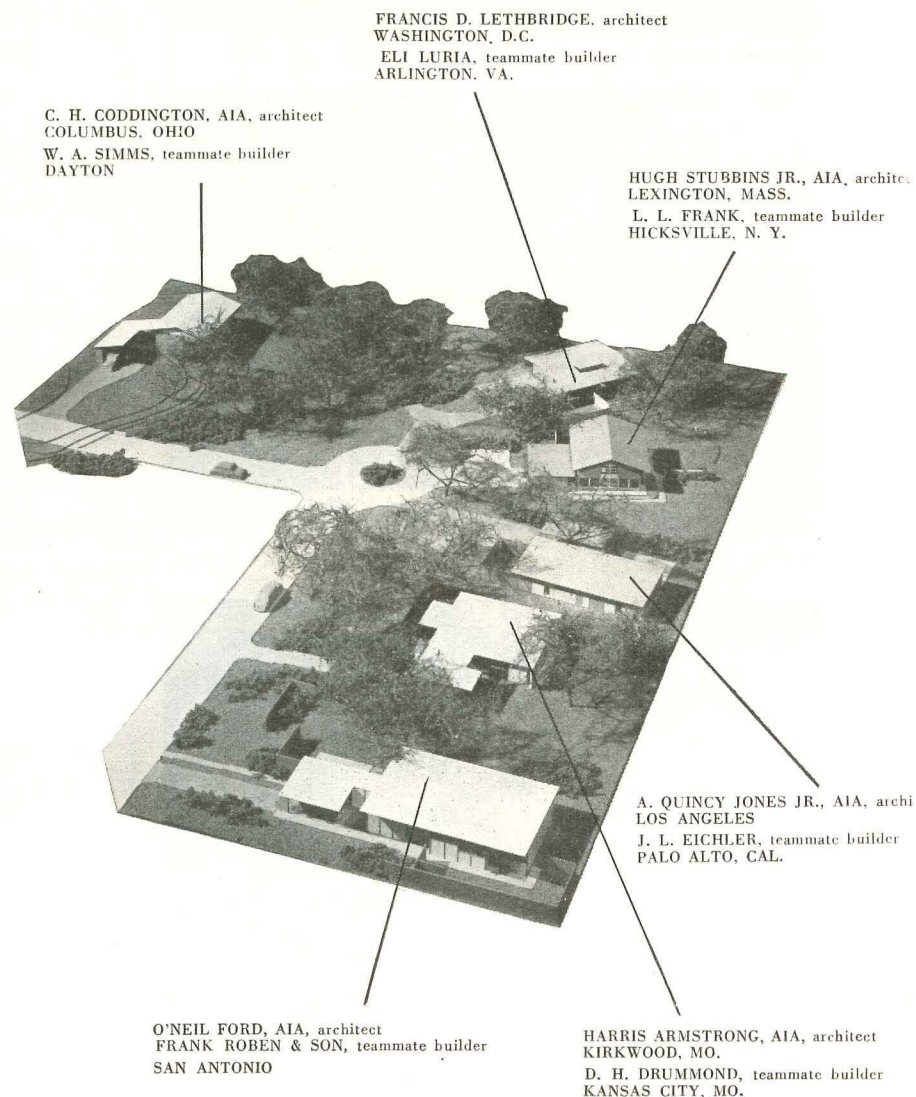 FRANCIS D. LETHBRIDGE, architect
WASHINGTON, D.C.
ELI LURIA, teammate builder
ARLINGTON, VA.
C. H. CODDINGTON, AIA, architect
COLUMBUS, OHIO
W. A. SIMMS, teammate builder
DAYTON
HUGH STUBBINS JR., AIA, archite
LEXINGTON, MASS.
L. L. FRANK, teammate builder
HICKSVILLE, N. Y.
A. QUINCY JONES JR., AIA, archi
LOS ANGELES
J. L. EICHLER, teammate builder
PALO ALTO, CAL.
O'NEIL FORD, AIA, architect
FRANK ROBEN & SON, teammate builder
SAN ANTONIO
HARRIS ARMSTRONG, AIA, architect
KIRKWOOD, MO.
D. H. DRUMMOND, teammate builder
KANSAS CITY, MO.